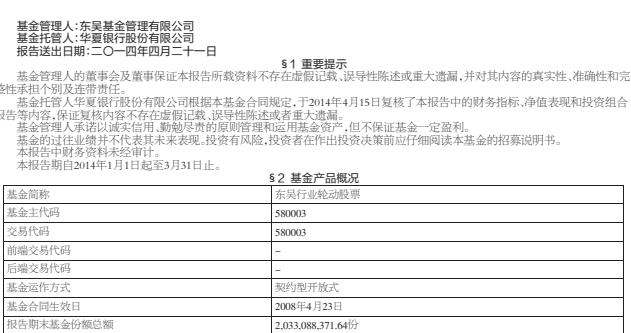 基金管理人:东吴基金管理有限公司
基金托管人:华夏银行股份有限公司
报告送出日期:二〇一四年四月二十一日
§1 重要提示
基金管理人的董事会及董事保证本报告所载资料不存在虚假记载、误导性陈述或重大遗漏,并对其内容的真实性、准确性和完
整性承担个别及连带责任。
基金托管人华夏银行股份有限公司根据本基金合同规定,于2014年4月15日复核了本报告中的财务指标、净值表现和投资组合
报告等内容,保证复核内容不存在虚假记载、误导性陈述或者重大遗漏。
基金管理人承诺以诚实信用、勤勉尽责的原则管理和运用基金资产,但不保证基金一定盈利。
基金的过往业绩并不代表其未来表现。投资有风险,投资者在作出投资决策前应仔细阅读本基金的招募说明书。
本报告中财务资料未经审计。
本报告期自2014年1月1日起至3月31日止。
§2 基金产品概况
基金简称 东吴行业轮动股票
基金主代码 580003
交易代码 580003
前端交易代码 –
后端交易代码 –
基金运作方式 契约型开放式
基金合同生效日 2008年4月23日
报告期末基金份额总额 2,033,088,371.64份